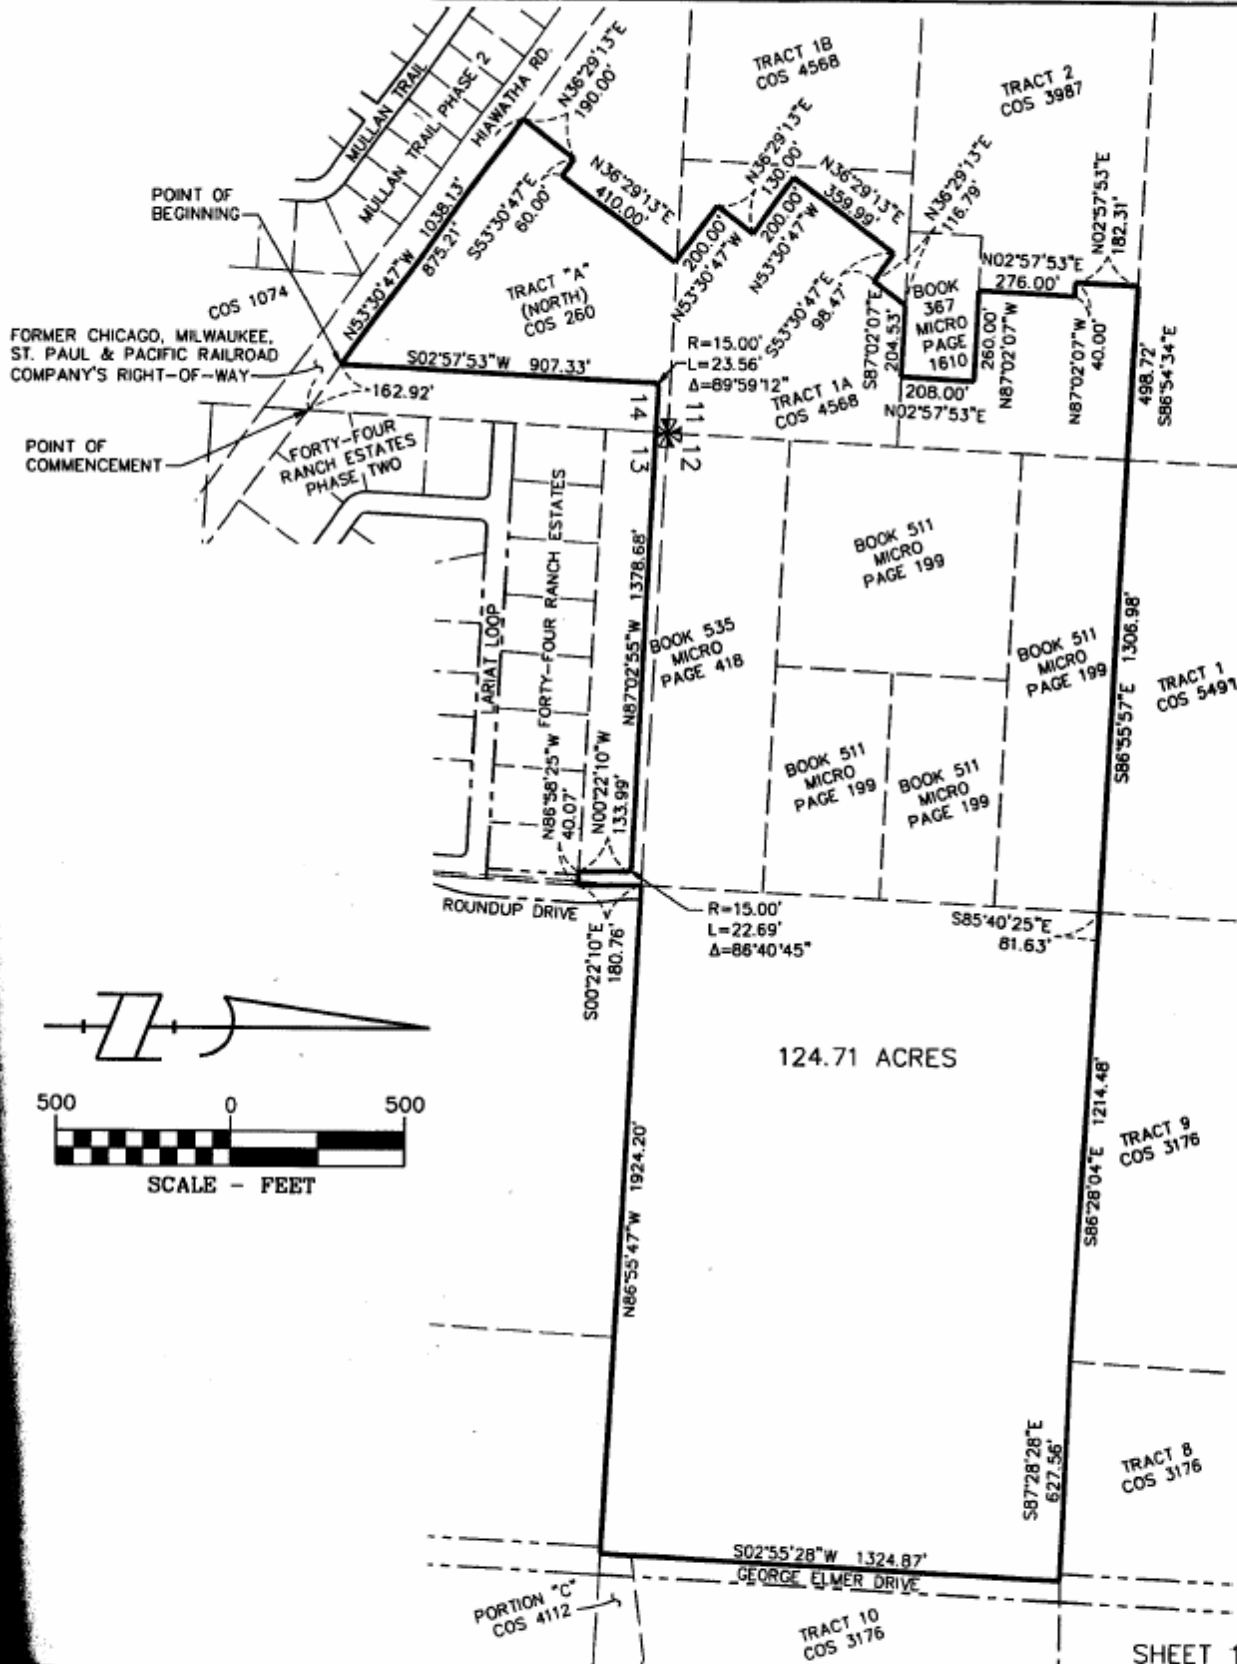 MULLAN TRAIL
MULLAN TRAIL PHASE 2
HIAWATHA RD.
N36°29'13"E
190.00'
TRACT 1B
COS 4568
TRACT 2
COS 3987
POINT OF
BEGINNING
N53°30'47"W 1038.13'
875.21'
S53°30'47"E
60.00'
N36°29'13"E
410.00'
200.00'
N53°30'47"W
N36°29'13"E
130.00'
200.00'
N53°30'47"W
N36°29'13"E
359.99'
N36°29'13"E
116.79'
S53°30'47"E
98.47'
N02°57'53"E
182.31'
N02°57'53"E
276.00'
COS 1074
TRACT "A"
(NORTH)
COS 260
FORMER CHICAGO, MILWAUKEE,
ST. PAUL & PACIFIC RAILROAD
COMPANY'S RIGHT-OF-WAY
S02°57'53"W 907.33'
R=15.00'
L=23.56'
Δ=89°59'12"
S87°02'07"E
204.53'
BOOK
367
MICRO
PAGE
1610
260.00'
N87°02'07"W
N87°02'07"W
40.00'
498.72'
S86°54'34"E
TRACT 1A
COS 4568
208.00'
N02°57'53"E
162.92'
POINT OF
COMMENCEMENT
FORTY-FOUR
RANCH ESTATES
PHASE TWO
14
11
13
12
LARIAT LOOP
FORTY-FOUR RANCH ESTATES
N87°02'55"W 1378.68'
BOOK 535
MICRO
PAGE 418
BOOK 511
MICRO
PAGE 199
BOOK 511
MICRO
PAGE 199
BOOK 511
MICRO
PAGE 199
BOOK 511
MICRO
PAGE 199
S86°55'57"E 1306.98'
TRACT 1
COS 5491
N86°58'25"W
40.07'
N00°22'10"W
133.99'
ROUNDUP DRIVE
S00°22'10"E
180.76'
R=15.00'
L=22.69'
Δ=86°40'45"
S85°40'25"E
81.63'
124.71 ACRES
500 0 500
SCALE - FEET
N86°55'47"W 1924.20'
S86°28'04"E 1214.48'
TRACT 9
COS 3176
S87°28'28"E
627.56'
TRACT 8
COS 3176
S02°55'28"W 1324.87'
GEORGE ELMER DRIVE
PORTION "C"
COS 4112
TRACT 10
COS 3176
SHEET 1